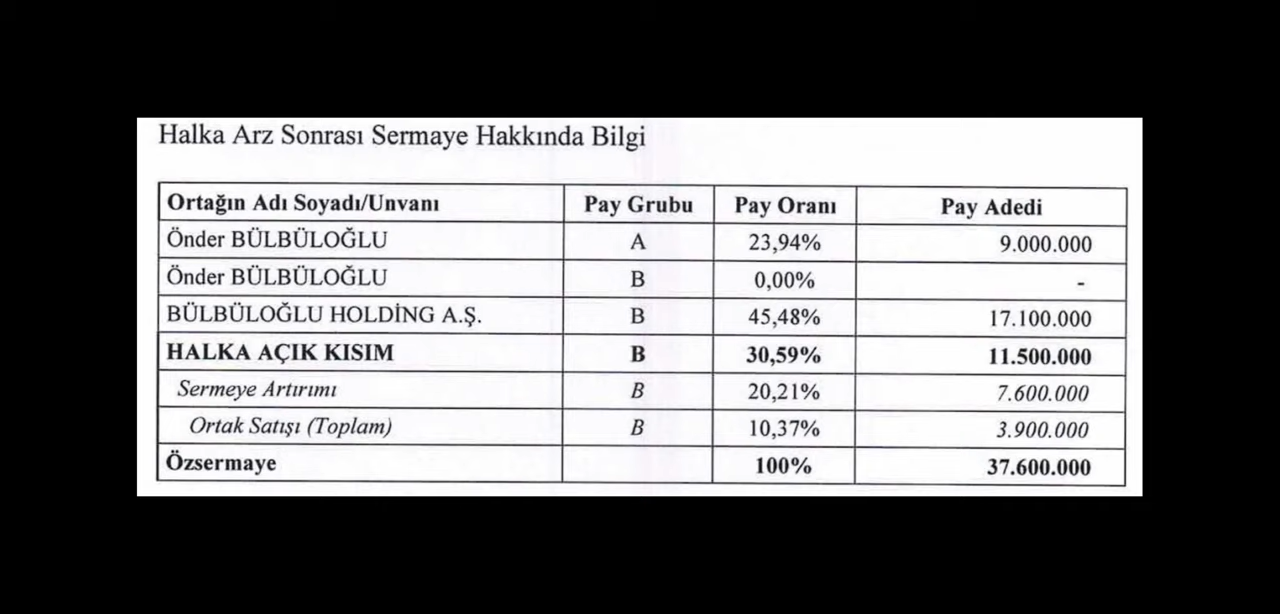 Halka Arz Sonrası Sermaye Hakkında Bilgi
Ortağın Adı Soyadı/Unvanı Pay Grubu Pay Oranı Pay Adedi
Önder BÜLBÜLOĞLU A 23,94% 9.000.000
Önder BÜLBÜLOĞLU B 0,00% -
BÜLBÜLOĞLU HOLDİNG A.Ş. B 45,48% 17.100.000
HALKA AÇIK KISIM B 30,59% 11.500.000
Sermeye Artırımı B 20,21% 7.600.000
Ortak Satışı (Toplam) B 10,37% 3.900.000
Özsermaye 100% 37.600.000